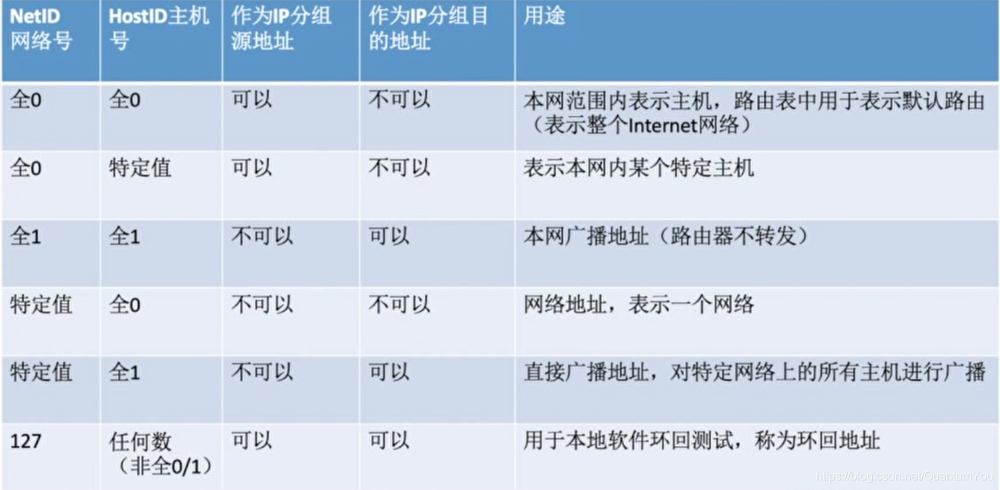 NetID 网络号
HostID主机号
作为IP分组源地址
作为IP分组目的地址
用途
全0
全0
可以
不可以
本网范围内表示主机，路由表中用于表示默认路由
（表示整个Internet网络）
全0
特定值
可以
不可以
表示本网内某个特定主机
全1
全1
不可以
可以
本网广播地址（路由器不转发）
特定值
全0
不可以
不可以
网络地址，表示一个网络
特定值
全1
不可以
可以
直接广播地址，对特定网络上的所有主机进行广播
127
任何数
（非全0/1）
可以
可以
用于本地软件环回测试，称为环回地址
https://blog.csdn.net/QuantumYou